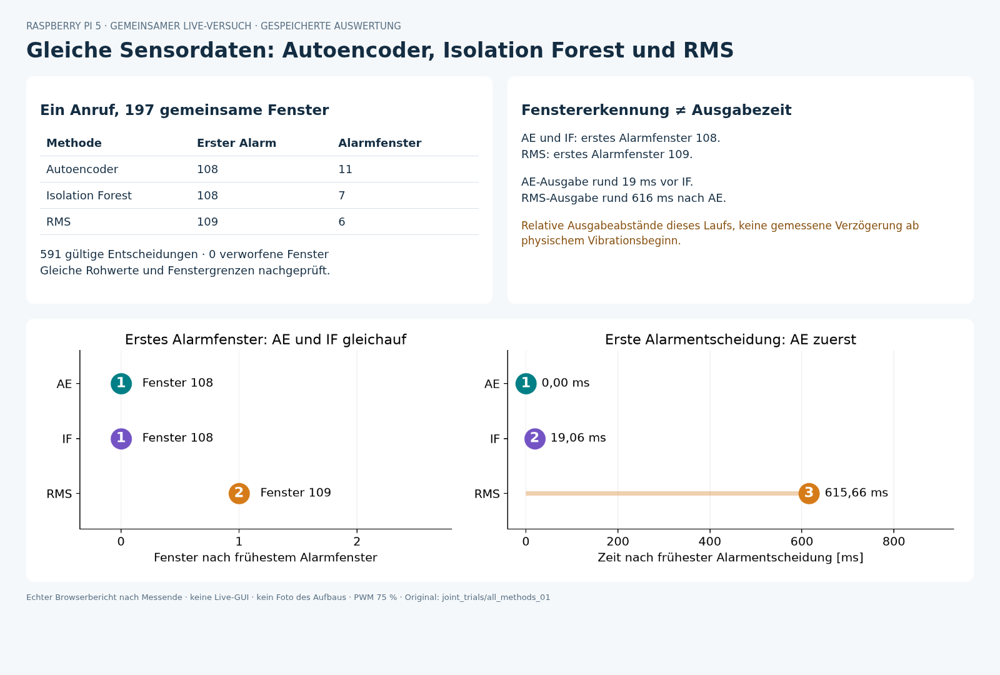 RASPBERRY PI 5 · GEMEINSAMER LIVE-VERSUCH · GESPEICHERTE AUSWERTUNG
Gleiche Sensordaten: Autoencoder, Isolation Forest und RMS
Ein Anruf, 197 gemeinsame Fenster
Methode Erster Alarm Alarmfenster
Autoencoder 108 11
Isolation Forest 108 7
RMS 109 6
591 gültige Entscheidungen · 0 verworfene Fenster
Gleiche Rohwerte und Fenstergrenzen nachgeprüft.
Fenstererkennung ≠ Ausgabezeit
AE und IF: erstes Alarmfenster 108.
RMS: erstes Alarmfenster 109.
AE-Ausgabe rund 19 ms vor IF.
RMS-Ausgabe rund 616 ms nach AE.
Relative Ausgabeabstände dieses Laufs, keine gemessene Verzögerung ab
physischem Vibrationsbeginn.
Erstes Alarmfenster: AE und IF gleichauf
AE 1 Fenster 108
IF 1 Fenster 108
RMS 2 Fenster 109
0 1 2
Fenster nach frühestem Alarmfenster
Erste Alarmentscheidung: AE zuerst
AE 1 0,00 ms
IF 2 19,06 ms
RMS 3 615,66 ms
0 200 400 600 800
Zeit nach frühester Alarmentscheidung [ms]
Echter Browserbericht nach Messende · keine Live-GUI · kein Foto des Aufbaus · PWM 75 % · Original: joint_trials/all_methods_01